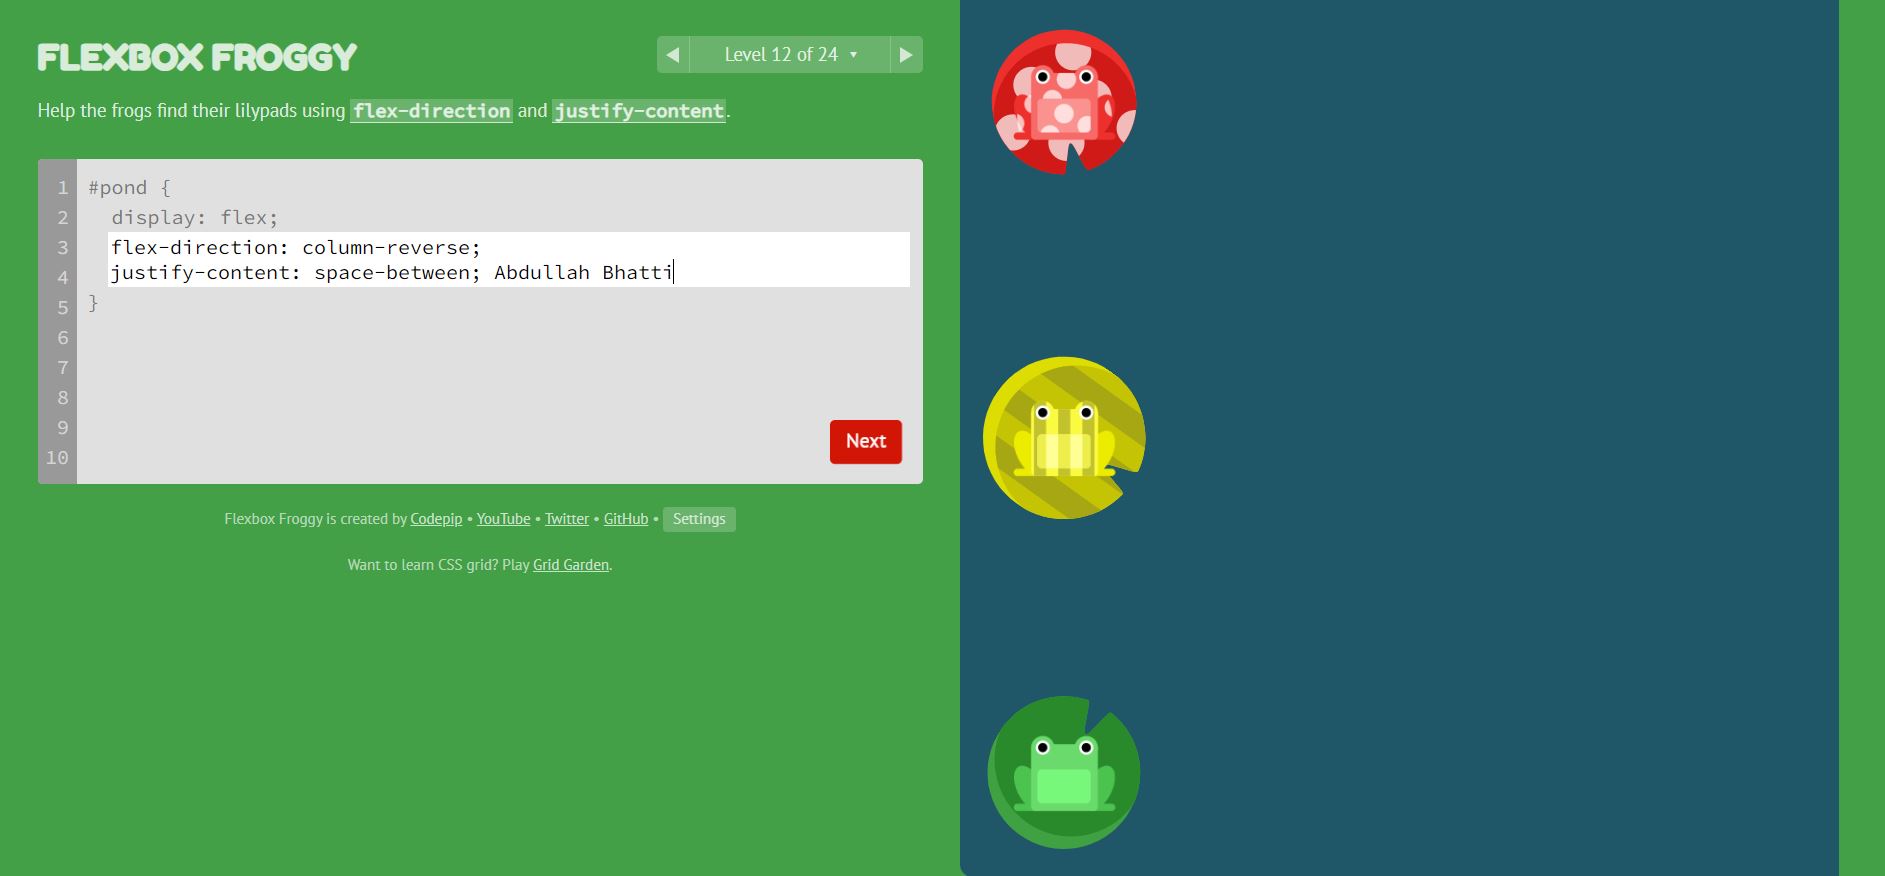 FLEXBOX FROGGY
◀ Level 12 of 24 ▼ ▶
Help the frogs find their lilypads using flex-direction and justify-content.
1 #pond {
2 display: flex;
3 flex-direction: column-reverse;
4 justify-content: space-between; Abdullah Bhatti
5 }
6
7
8
9
10
Next
Flexbox Froggy is created by Codepip • YouTube • Twitter • GitHub • Settings
Want to learn CSS grid? Play Grid Garden.